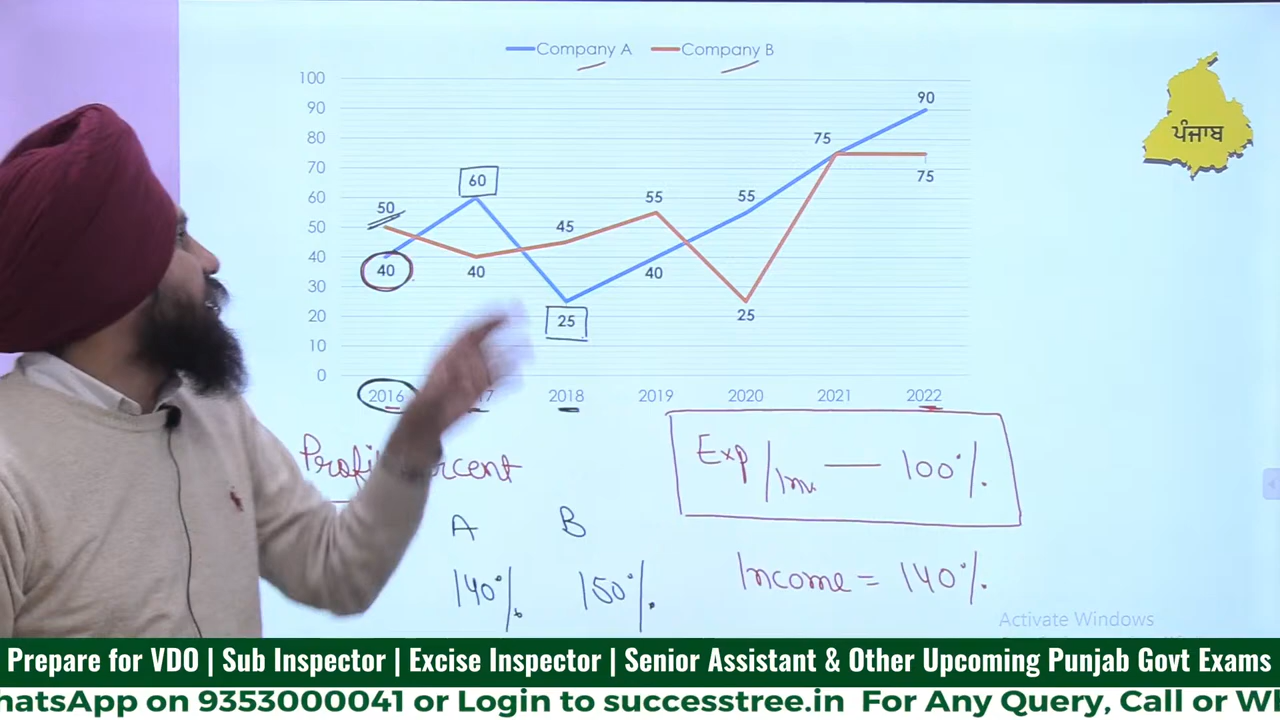 Company A Company B
100
90
80
70
60
50
40
30
20
10
0
90
75
75
60
55
55
50
45
40
40
40
25
25
2016 2018 2019 2020 2021 2022
ਪੰਜਾਬ
Exp/Inv — 100%.
A B
140%. 150%.
Income = 140%.
Activate Windows
Prepare for VDO | Sub Inspector | Excise Inspector | Senior Assistant & Other Upcoming Punjab Govt Exams
hatsApp on 9353000041 or Login to successtree.in For Any Query, Call or W